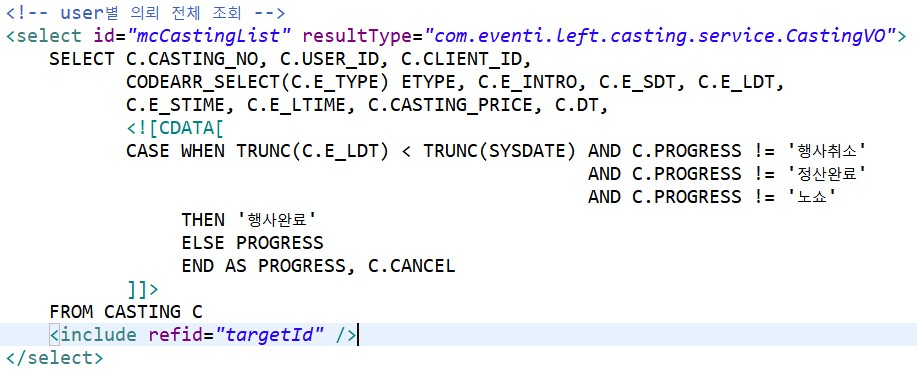 <!-- user별 의뢰 전체 조회 -->
<select id="mcCastingList" resultType="com.eventi.left.casting.service.CastingVO">
    SELECT C.CASTING_NO, C.USER_ID, C.CLIENT_ID,
           CODEARR_SELECT(C.E_TYPE) ETYPE, C.E_INTRO, C.E_SDT, C.E_LDT,
           C.E_STIME, C.E_LTIME, C.CASTING_PRICE, C.DT,
           <![CDATA[
           CASE WHEN TRUNC(C.E_LDT) < TRUNC(SYSDATE) AND C.PROGRESS != '행사취소'
                                                     AND C.PROGRESS != '정산완료'
                                                     AND C.PROGRESS != '노쇼'
                THEN '행사완료'
                ELSE PROGRESS
                END AS PROGRESS, C.CANCEL
           ]]>
    FROM CASTING C
    <include refid="targetId" />
</select>